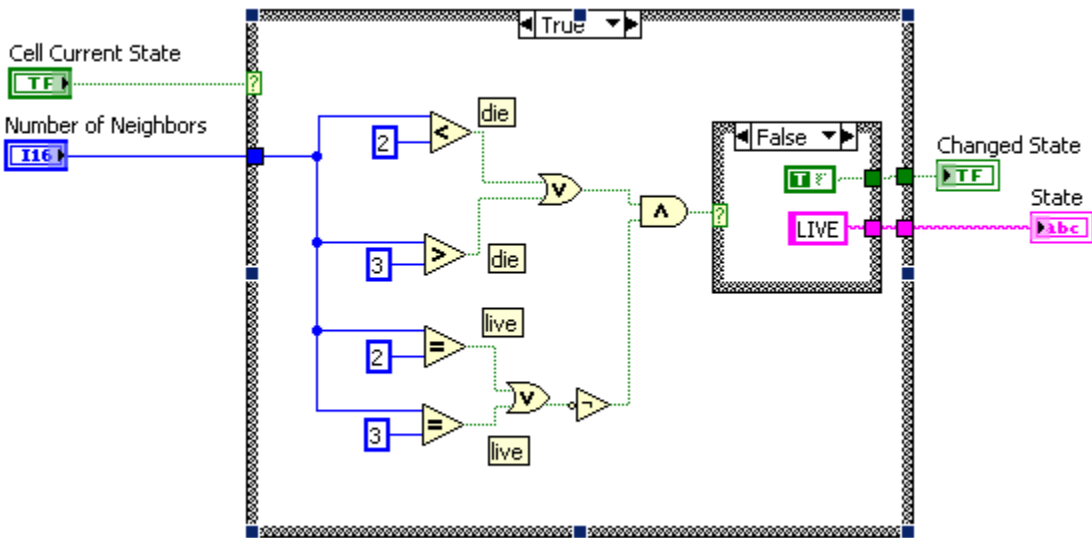 True
Cell Current State
TF
?
Number of Neighbors
I16
die
2
<
v
False
Changed State
T F
TF
State
ʌ
?
LIVE
abc
3
>
die
live
2
=
v
¬
3
=
live